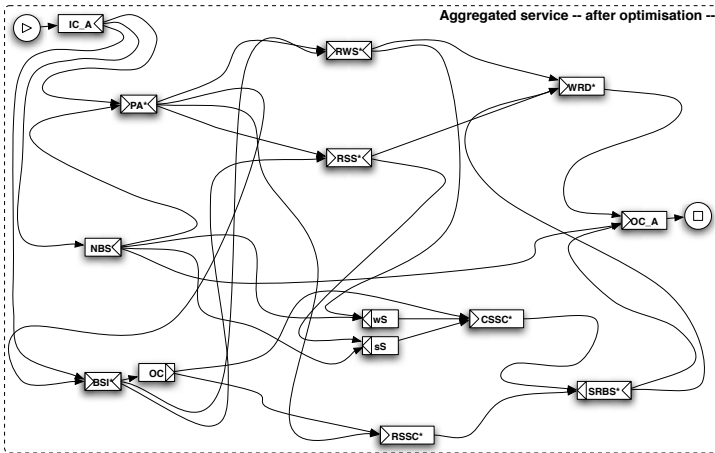 Aggregated service -- after optimisation --
IC_A
RWS*
WRD*
PA*
RSS*
OC_A
NBS
wS
CSSC*
sS
OC
BSI*
SRBS*
RSSC*